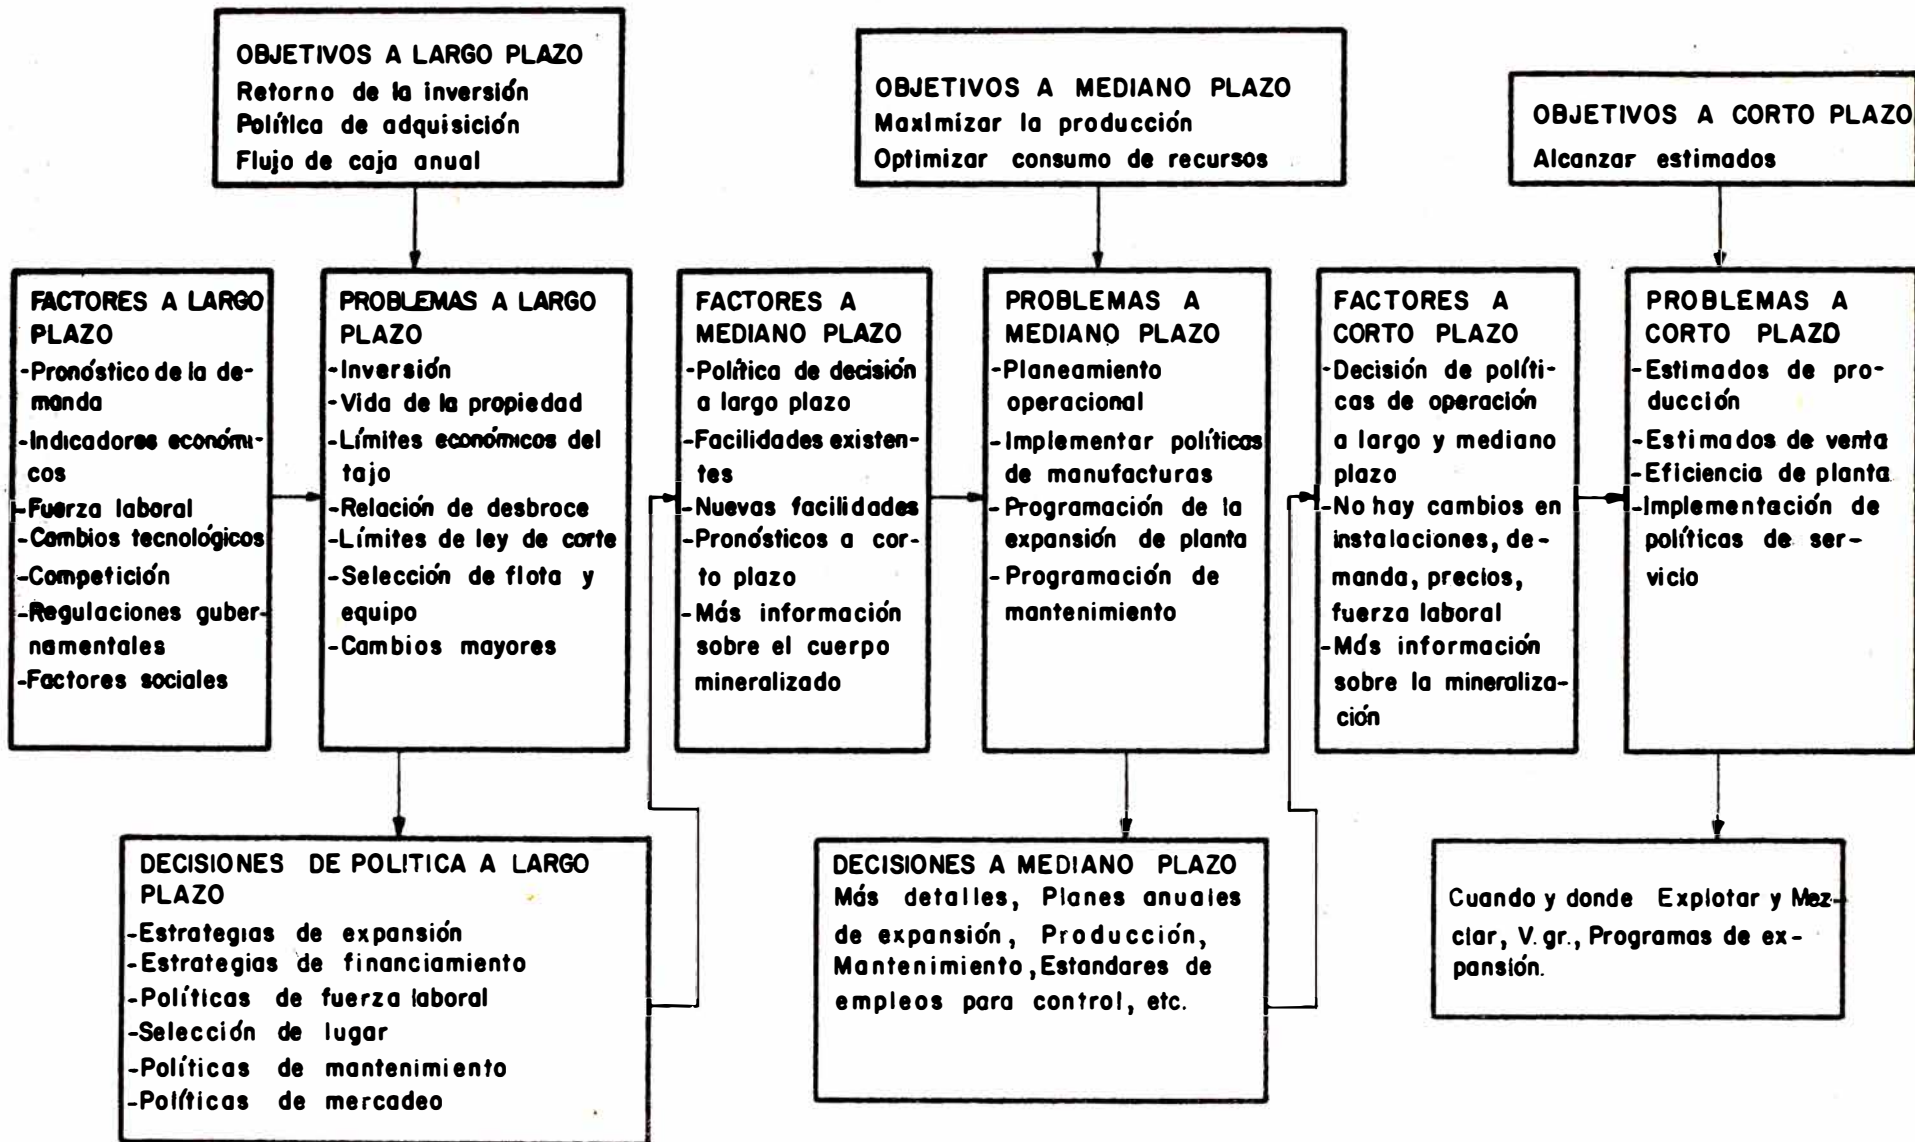 OBJETIVOS A LARGO PLAZO
Retorno de la inversión
Política de adquisición
Flujo de caja anual
OBJETIVOS A MEDIANO PLAZO
Maximizar la producción
Optimizar consumo de recursos
OBJETIVOS A CORTO PLAZO
Alcanzar estimados
FACTORES A LARGO
PLAZO
-Pronóstico de la de-
manda
-Indicadores económi-
cos
-Fuerza laboral
-Cambios tecnológicos
-Competición
-Regulaciones guber-
namentales
-Factores sociales
PROBLEMAS A LARGO
PLAZO
-Inversión
-Vida de la propiedad
-Límites económicos del
tajo
-Relación de desbroce
-Límites de ley de corte
-Selección de flota y
equipo
-Cambios mayores
FACTORES A
MEDIANO PLAZO
-Política de decisión
a largo plazo
-Facilidades existen-
tes
-Nuevas facilidades
-Pronósticos a cor-
to plazo
-Más información
sobre el cuerpo
mineralizado
PROBLEMAS A
MEDIANO PLAZO
-Planeamiento
operacional
-Implementar políticas
de manufacturas
-Programación de la
expansión de planta
-Programación de
mantenimiento
FACTORES A
CORTO PLAZO
-Decisión de políti-
cas de operación
a largo y mediano
plazo
-No hay cambios en
instalaciones, de-
manda, precios,
fuerza laboral
-Más información
sobre la mineraliza-
ción
PROBLEMAS A
CORTO PLAZO
-Estimados de pro-
ducción
-Estimados de venta
-Eficiencia de planta
-Implementación de
políticas de ser-
vicio
DECISIONES DE POLITICA A LARGO
PLAZO
-Estrategias de expansión
-Estrategias de financiamiento
-Políticas de fuerza laboral
-Selección de lugar
-Políticas de mantenimiento
-Políticas de mercadeo
DECISIONES A MEDIANO PLAZO
Más detalles, Planes anuales
de expansión, Producción,
Mantenimiento, Estandares de
empleos para control, etc.
Cuando y donde Explotar y Mez-
clar, V. gr., Programas de ex-
pansión.